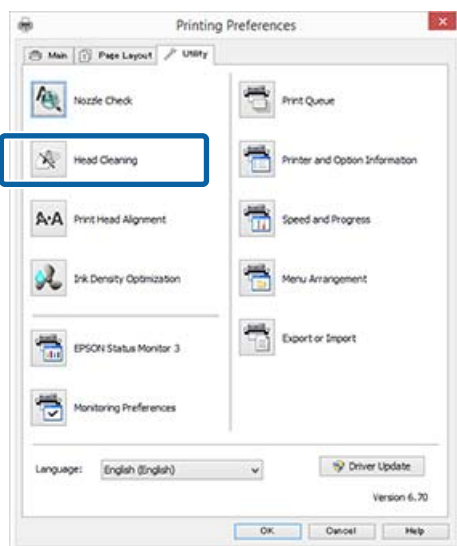 Printing Preferences
Main Page Layout Utility
Nozzle Check
Print Queue
Head Cleaning
Printer and Option Information
A·A Print Head Alignment
Speed and Progress
Ink Density Optimization
Menu Arrangement
EPSON Status Monitor 3
Export or Import
Monitoring Preferences
Language: English (English) Driver Update
Version 6.70
OK Cancel Help